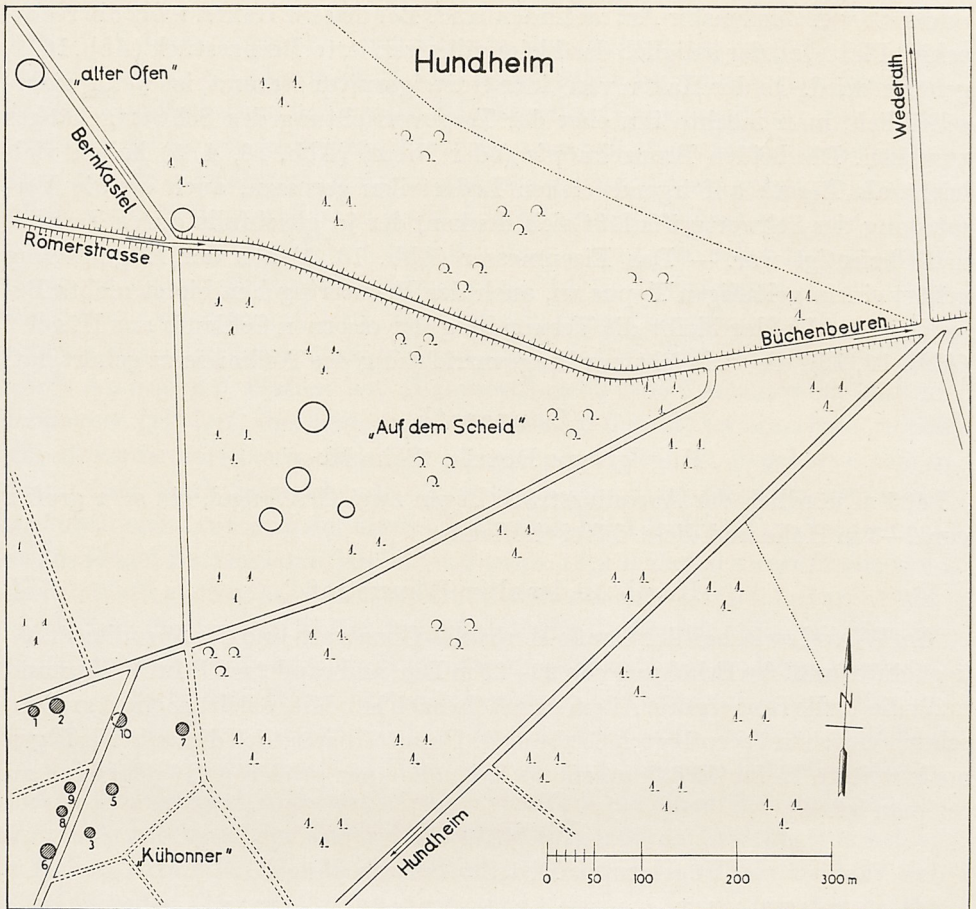 Hundheim
„alter Ofen"
Wederath
Bernkastel
Römerstrasse
Büchenbeuren
„Auf dem Scheid"
N
1
2
10
7
9
5
8
3
6
„Kühonner"
Hundheim
0 50 100 200 300 m